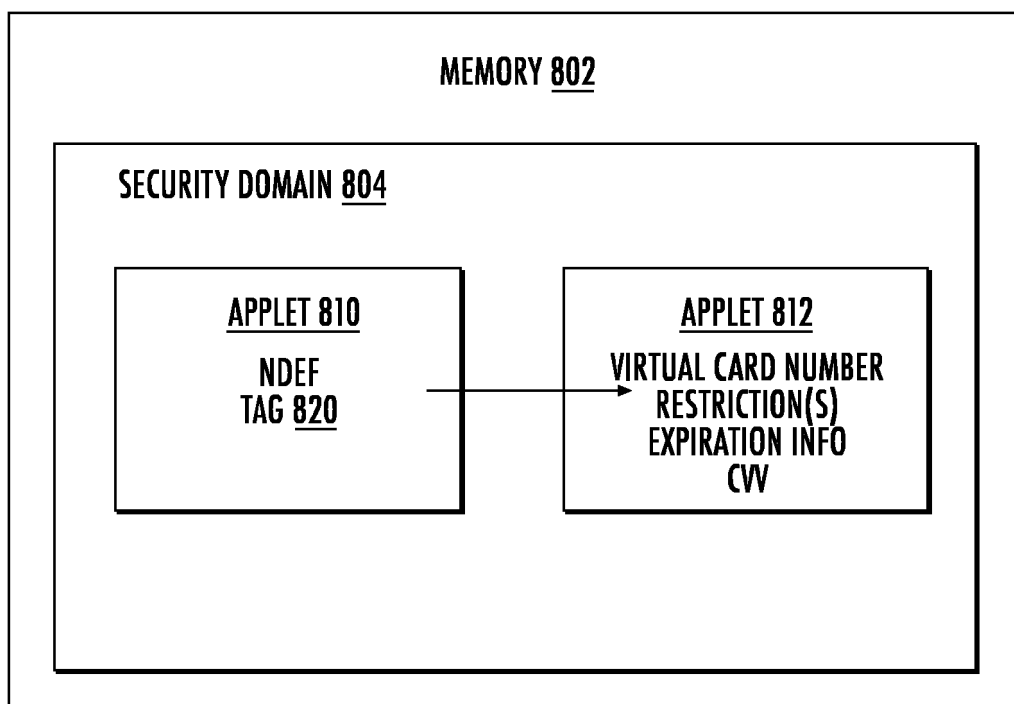 MEMORY 802
SECURITY DOMAIN 804
APPLET 810
NDEF
TAG 820
APPLET 812
VIRTUAL CARD NUMBER
RESTRICTION(S)
EXPIRATION INFO
CVV